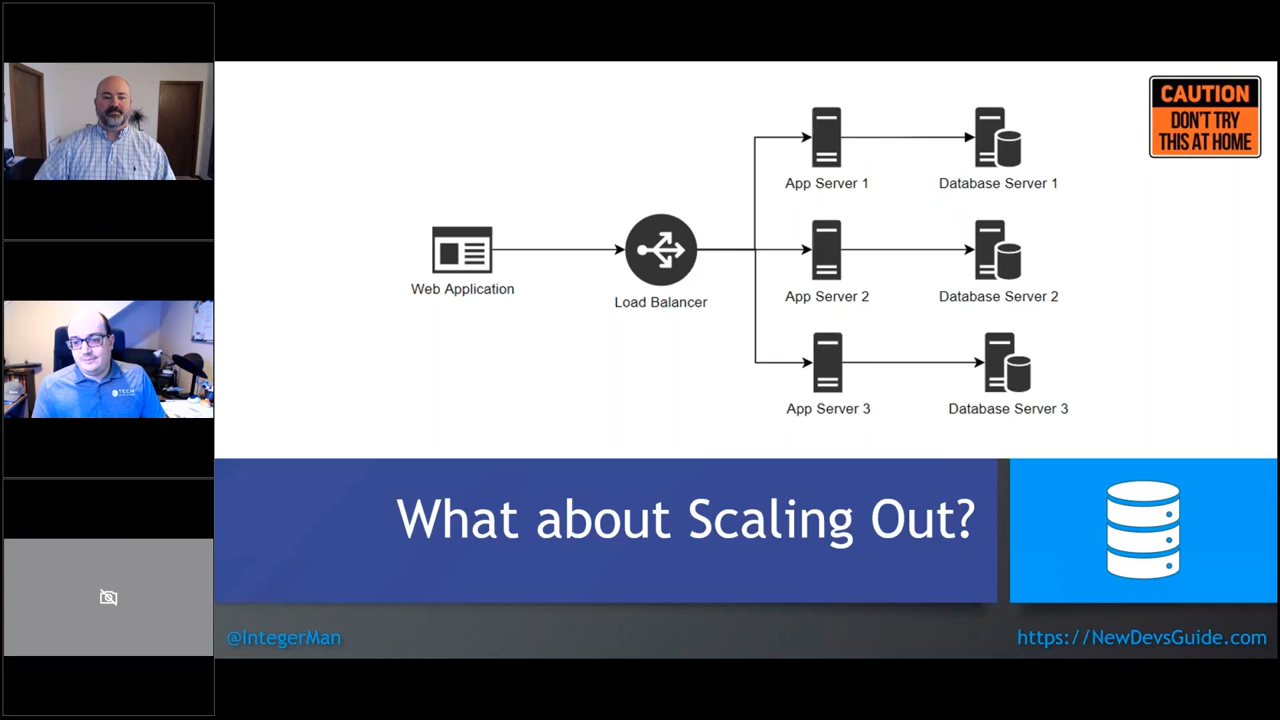 CAUTION
DON'T TRY
THIS AT HOME
App Server 1
Database Server 1
Web Application
Load Balancer
App Server 2
Database Server 2
App Server 3
Database Server 3
What about Scaling Out?
@IntegerMan
https://NewDevsGuide.com
TECH